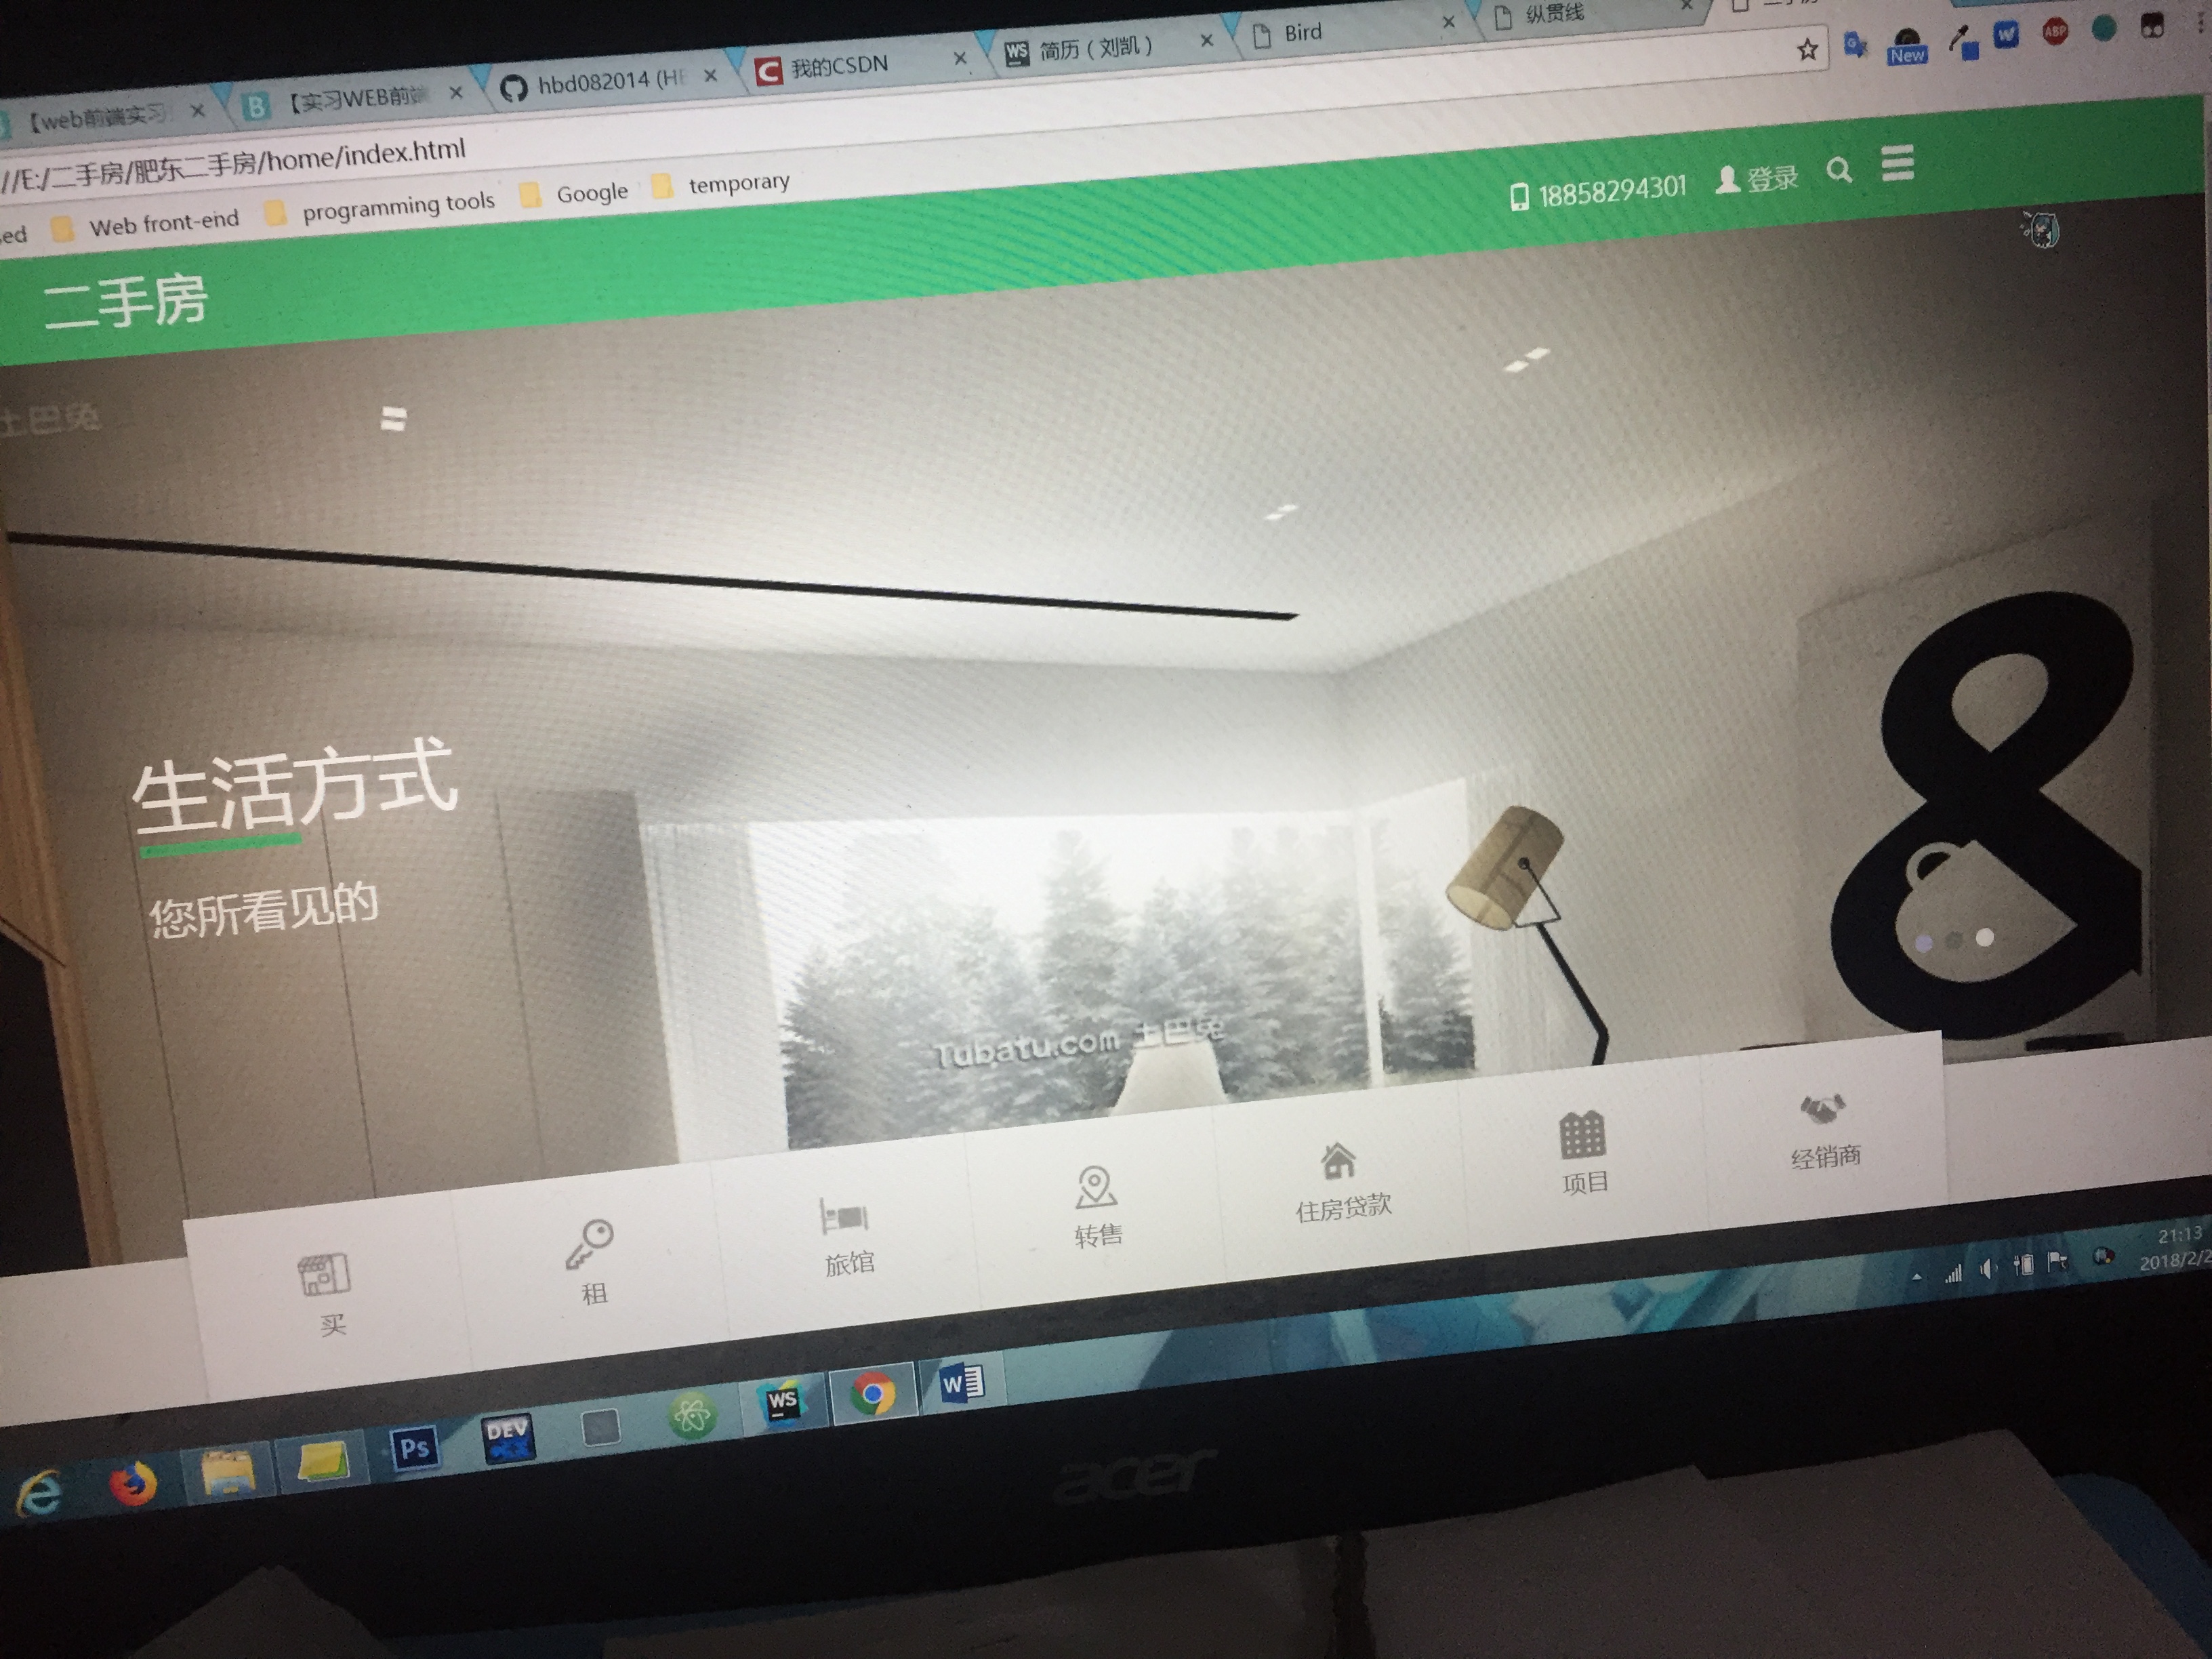 【web前端实习
【实习WEB前端
hbd082014 (HE
我的CSDN
简历（刘凯）
Bird
纵贯线
//E:/二手房/肥东二手房/home/index.html
New
ABP
Web front-end
programming tools
Google
temporary
二手房
18858294301
登录
土巴兔
生活方式
您所看见的
&
Tubatu.com 土巴兔
买
租
旅馆
转售
住房贷款
项目
经销商
21:13
2018/2/2
Ps
DEV
WS
W
acer